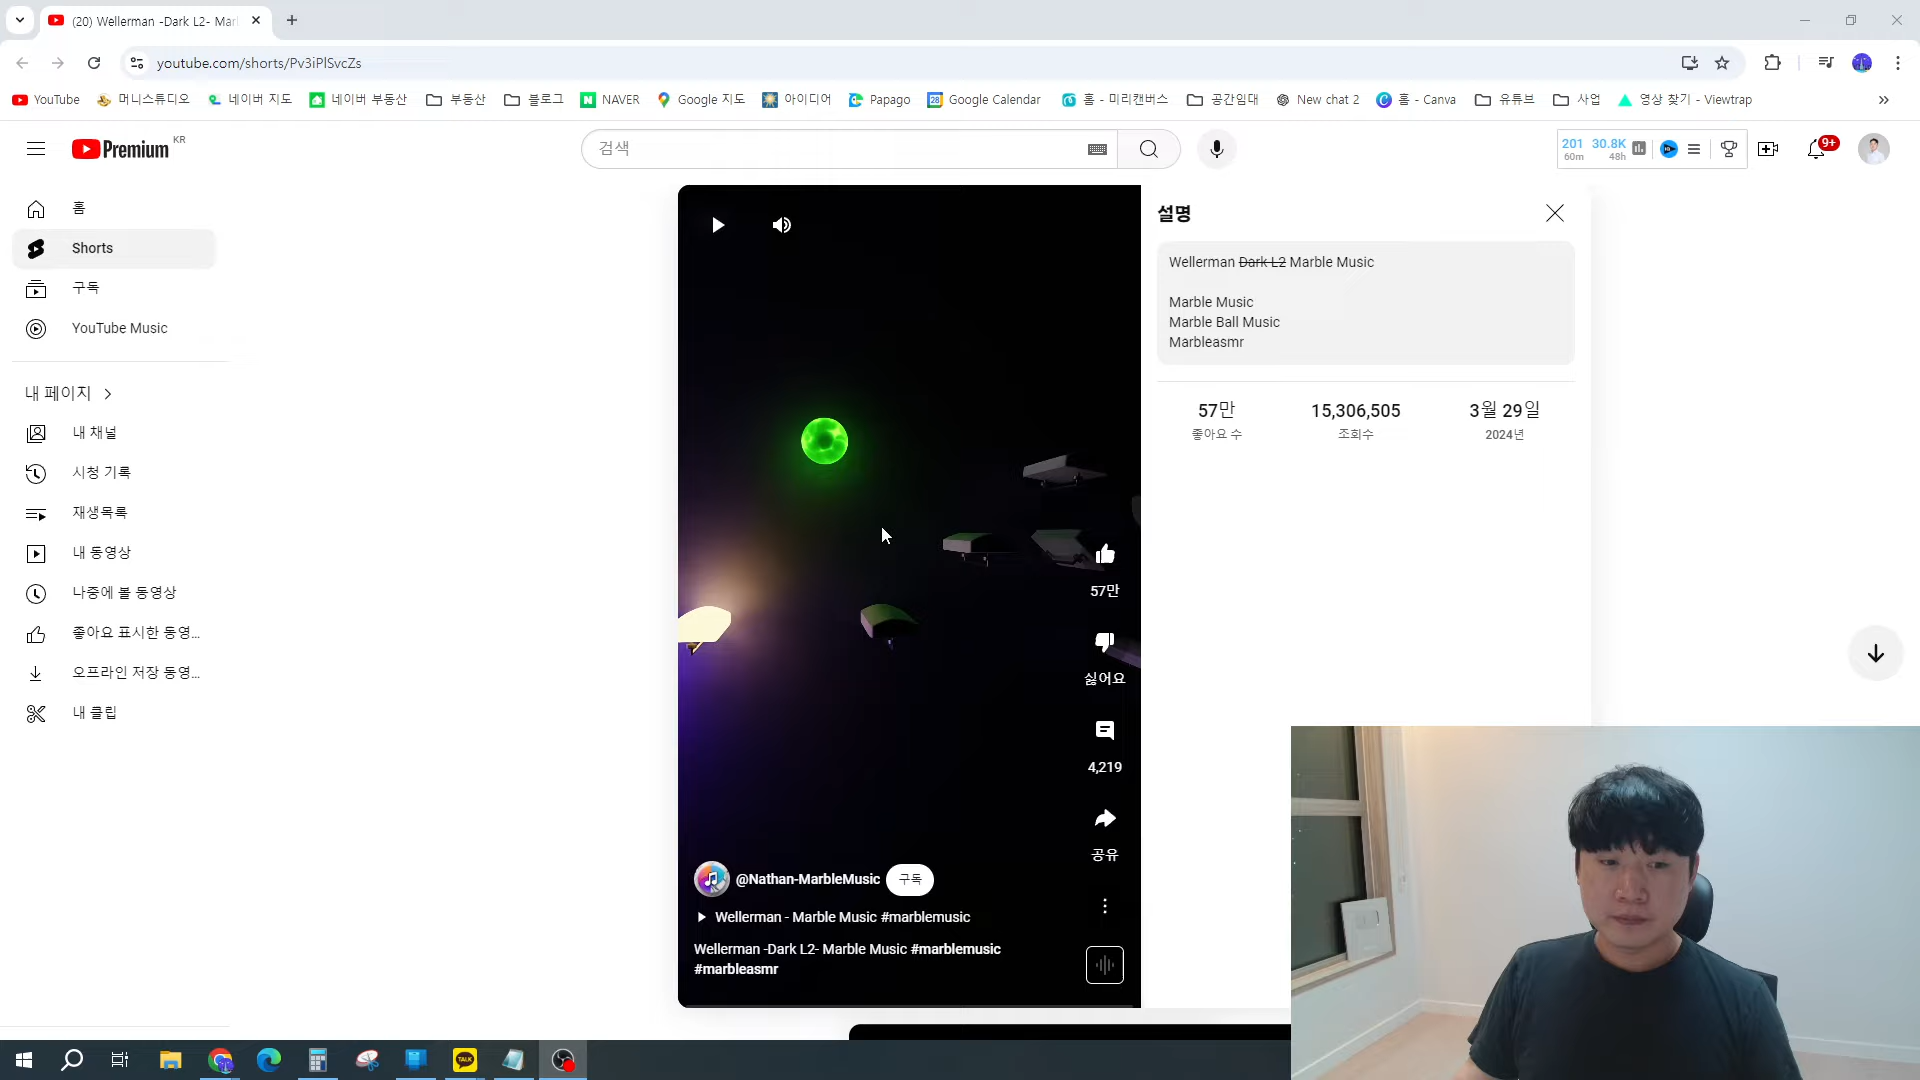 (20) Wellerman -Dark L2- Mar
youtube.com/shorts/Pv3iPlSvcZs
YouTube
머니스튜디오
네이버 지도
네이버 부동산
부동산
블로그
NAVER
Google 지도
아이디어
Papago
Google Calendar
홈 - 미리캔버스
공간임대
New chat 2
홈 - Canva
유튜브
사업
영상 찾기 - Viewtrap
Premium KR
검색
201 30.8K
60m 48h
9+
홈
Shorts
구독
YouTube Music
내 페이지
내 채널
시청 기록
재생목록
내 동영상
나중에 볼 동영상
좋아요 표시한 동영...
오프라인 저장 동영...
내 클립
57만
싫어요
4,219
공유
@Nathan-MarbleMusic 구독
Wellerman - Marble Music #marblemusic
Wellerman -Dark L2- Marble Music #marblemusic
#marbleasmr
설명
Wellerman Dark L2 Marble Music
Marble Music
Marble Ball Music
Marbleasmr
57만 15,306,505 3월 29일
좋아요 수 조회수 2024년
TALK